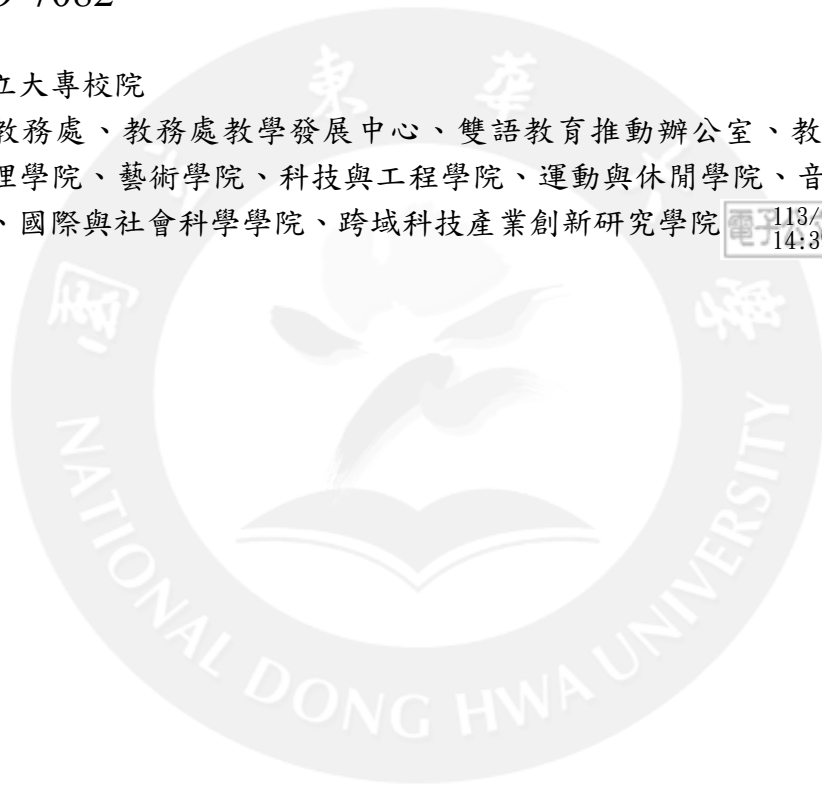 7082
立大專校院
教務處、教務處教學發展中心、雙語教育推動辦公室、教
理學院、藝術學院、科技與工程學院、運動與休閒學院、音
、國際與社會科學學院、跨域科技產業創新研究學院
113/
14:3
東華
國
學
NATIONAL DONG HWA UNIVERSITY